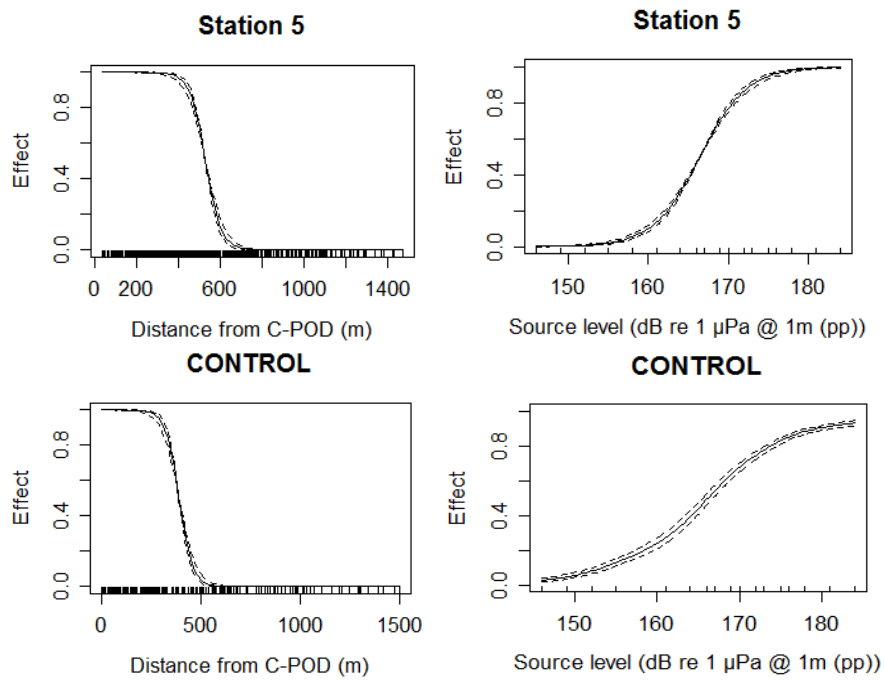 Station 5
Effect
0.0 0.4 0.8
0 200 600 1000 1400
Distance from C-POD (m)
Station 5
Effect
0.0 0.4 0.8
150 160 170 180
Source level (dB re 1 µPa @ 1m (pp))
CONTROL
Effect
0.0 0.4 0.8
0 500 1000 1500
Distance from C-POD (m)
CONTROL
Effect
0.0 0.4 0.8
150 160 170 180
Source level (dB re 1 µPa @ 1m (pp))